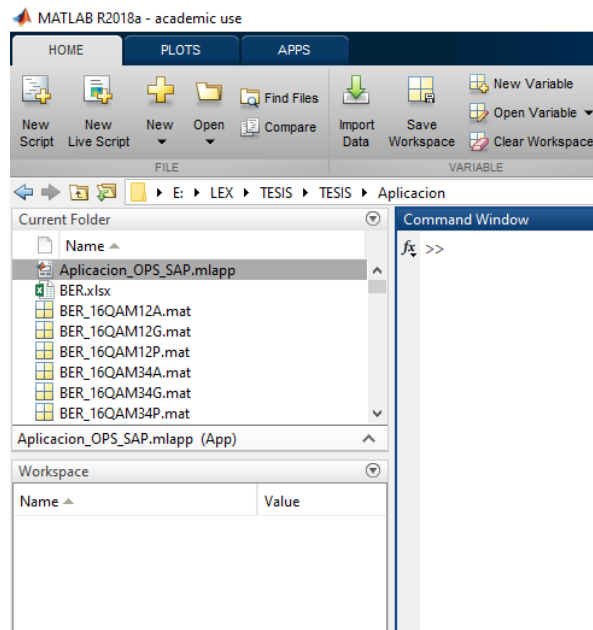 MATLAB R2018a - academic use
HOME PLOTS APPS
New Script
New Live Script
New
Open
Find Files
Compare
Import Data
Save Workspace
New Variable
Open Variable
Clear Workspace
FILE
VARIABLE
E: LEX TESIS TESIS Aplicacion
Current Folder
Name
Aplicacion_OPS_SAP.mlapp
BER.xlsx
BER_16QAM12A.mat
BER_16QAM12G.mat
BER_16QAM12P.mat
BER_16QAM34A.mat
BER_16QAM34G.mat
BER_16QAM34P.mat
Aplicacion_OPS_SAP.mlapp (App)
Workspace
Name Value
Command Window
fx >>